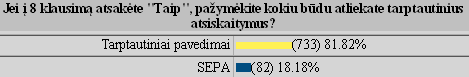 Jei į 8 klausimą atsakėte "Taip", pažymėkite kokiu būdu atliekate tarptautinius
atsiskaitymus?
Tarptautiniai pavedimai (733) 81.82%
SEPA (82) 18.18%